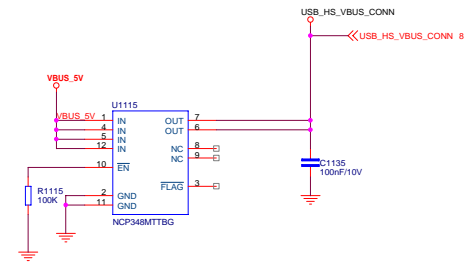 USB_HS_VBUS_CONN
USB_HS_VBUS_CONN 8
VBUS_5V
U1115
VBUS_5V
1 IN OUT 7
4 IN OUT 6
5 IN
12 IN NC 8
NC 9
10 EN
FLAG 3
R1115
100K
2 GND
11 GND
NCP348MTTBG
C1135
100nF/10V